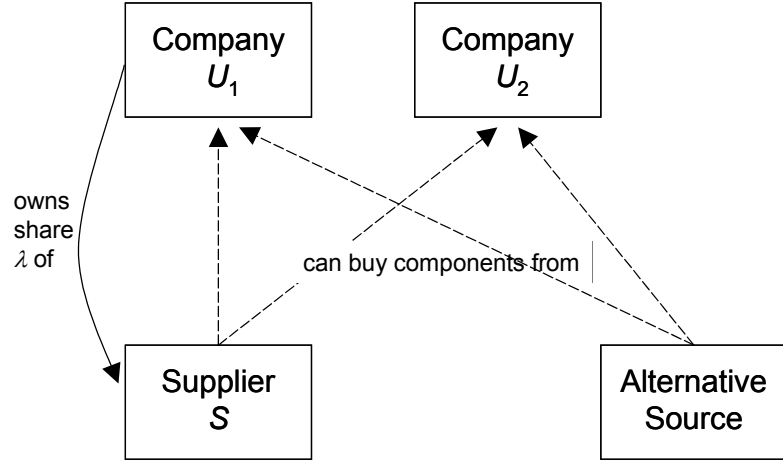 Company
U₁
Company
U₂
owns
share
λ of
can buy components from
Supplier
S
Alternative
Source